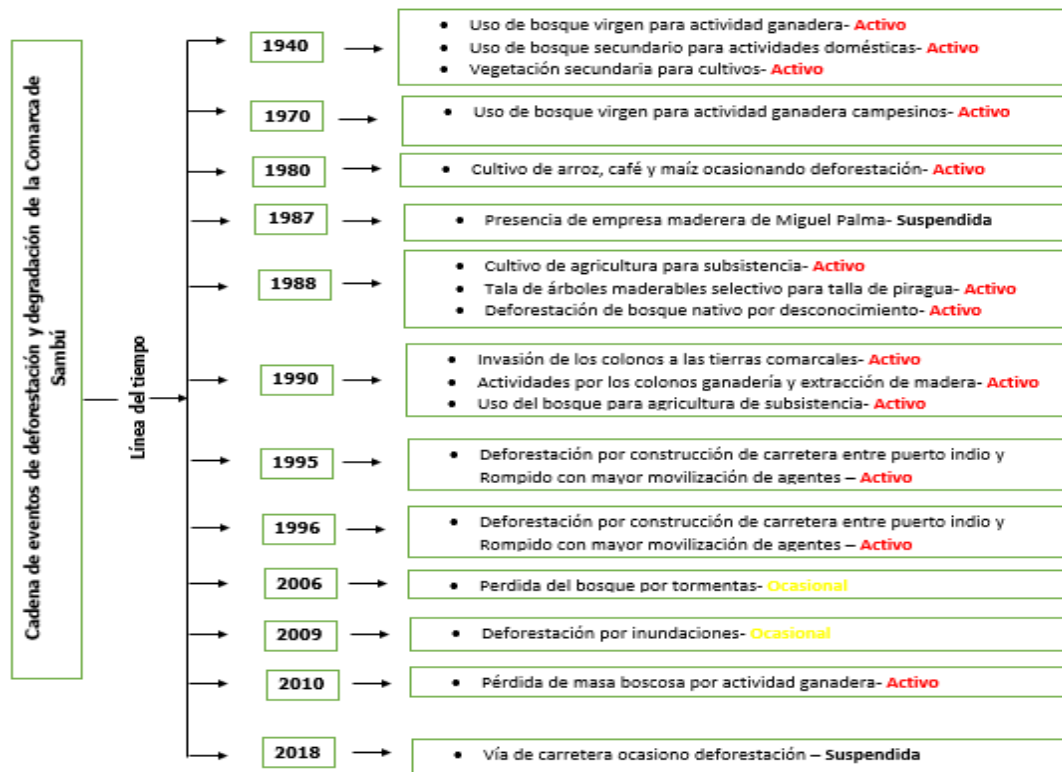 Cadena de eventos de deforestación y degradación de la Comarca de
Sambú
Línea del tiempo
1940
• Uso de bosque virgen para actividad ganadera- Activo
• Uso de bosque secundario para actividades domésticas- Activo
• Vegetación secundaria para cultivos- Activo
1970
• Uso de bosque virgen para actividad ganadera campesinos- Activo
1980
• Cultivo de arroz, café y maíz ocasionando deforestación- Activo
1987
• Presencia de empresa maderera de Miguel Palma- Suspendida
1988
• Cultivo de agricultura para subsistencia- Activo
• Tala de árboles maderables selectivo para talla de piragua- Activo
• Deforestación de bosque nativo por desconocimiento- Activo
1990
• Invasión de los colonos a las tierras comarcales- Activo
• Actividades por los colonos ganadería y extracción de madera- Activo
• Uso del bosque para agricultura de subsistencia- Activo
1995
• Deforestación por construcción de carretera entre puerto indio y
Rompido con mayor movilización de agentes – Activo
1996
• Deforestación por construcción de carretera entre puerto indio y
Rompido con mayor movilización de agentes – Activo
2006
• Perdida del bosque por tormentas- Ocasional
2009
• Deforestación por inundaciones- Ocasional
2010
• Pérdida de masa boscosa por actividad ganadera- Activo
2018
• Vía de carretera ocasiono deforestación – Suspendida